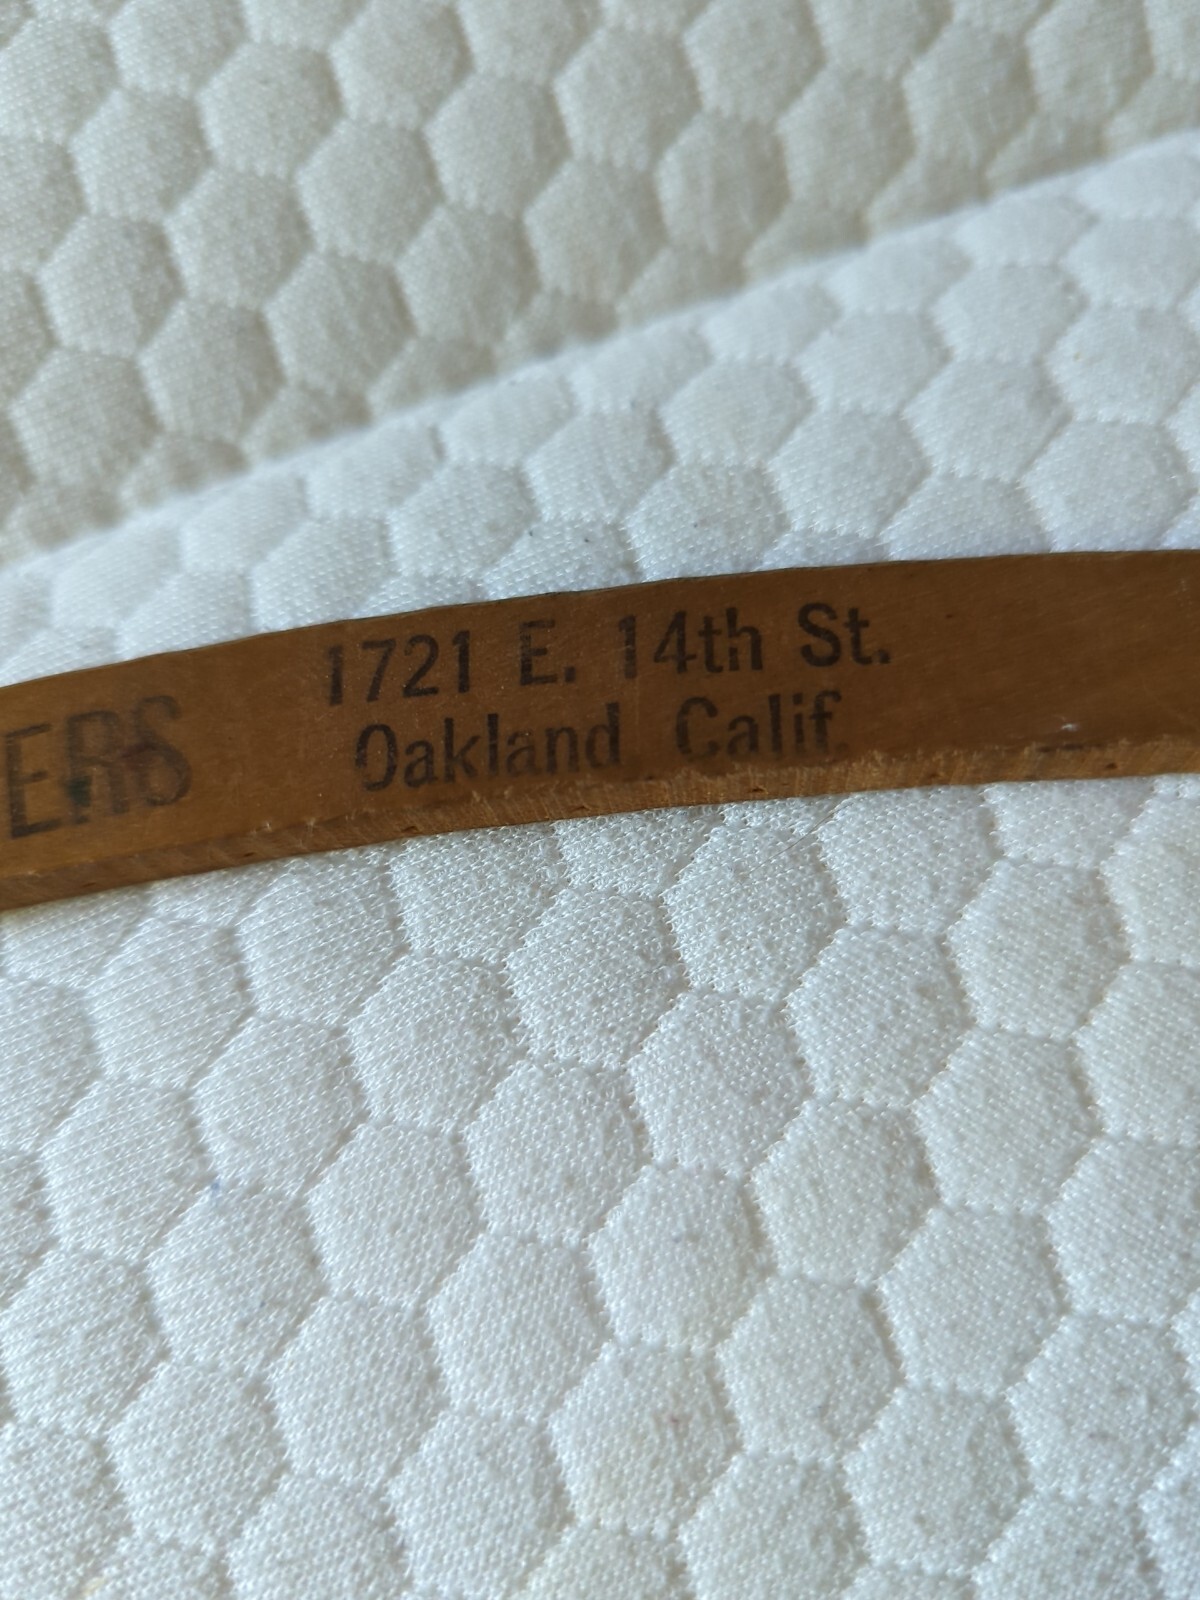 ERS
1721 E. 14th St.
Oakland Calif.